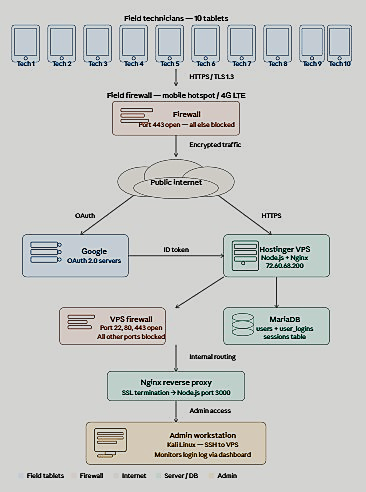 Field technicians — 10 tablets
Tech 1 Tech 2 Tech 3 Tech 4 Tech 5 Tech 6 Tech 7 Tech 8 Tech 9 Tech 10
HTTPS / TLS 1.3
Field firewall — mobile hotspot / 4G LTE
Firewall
Port 443 open — all else blocked
Encrypted traffic
Public internet
OAuth
HTTPS
Google
OAuth 2.0 servers
ID token
Hostinger VPS
Node.js + Nginx
72.60.68.200
VPS firewall
Port 22, 80, 443 open
All other ports blocked
MariaDB
users + user_logins
sessions table
Internal routing
Nginx reverse proxy
SSL termination → Node.js port 3000
Admin access
Admin workstation
Kali Linux — SSH to VPS
Monitors login log via dashboard
Field tablets Firewall Internet Server / DB Admin